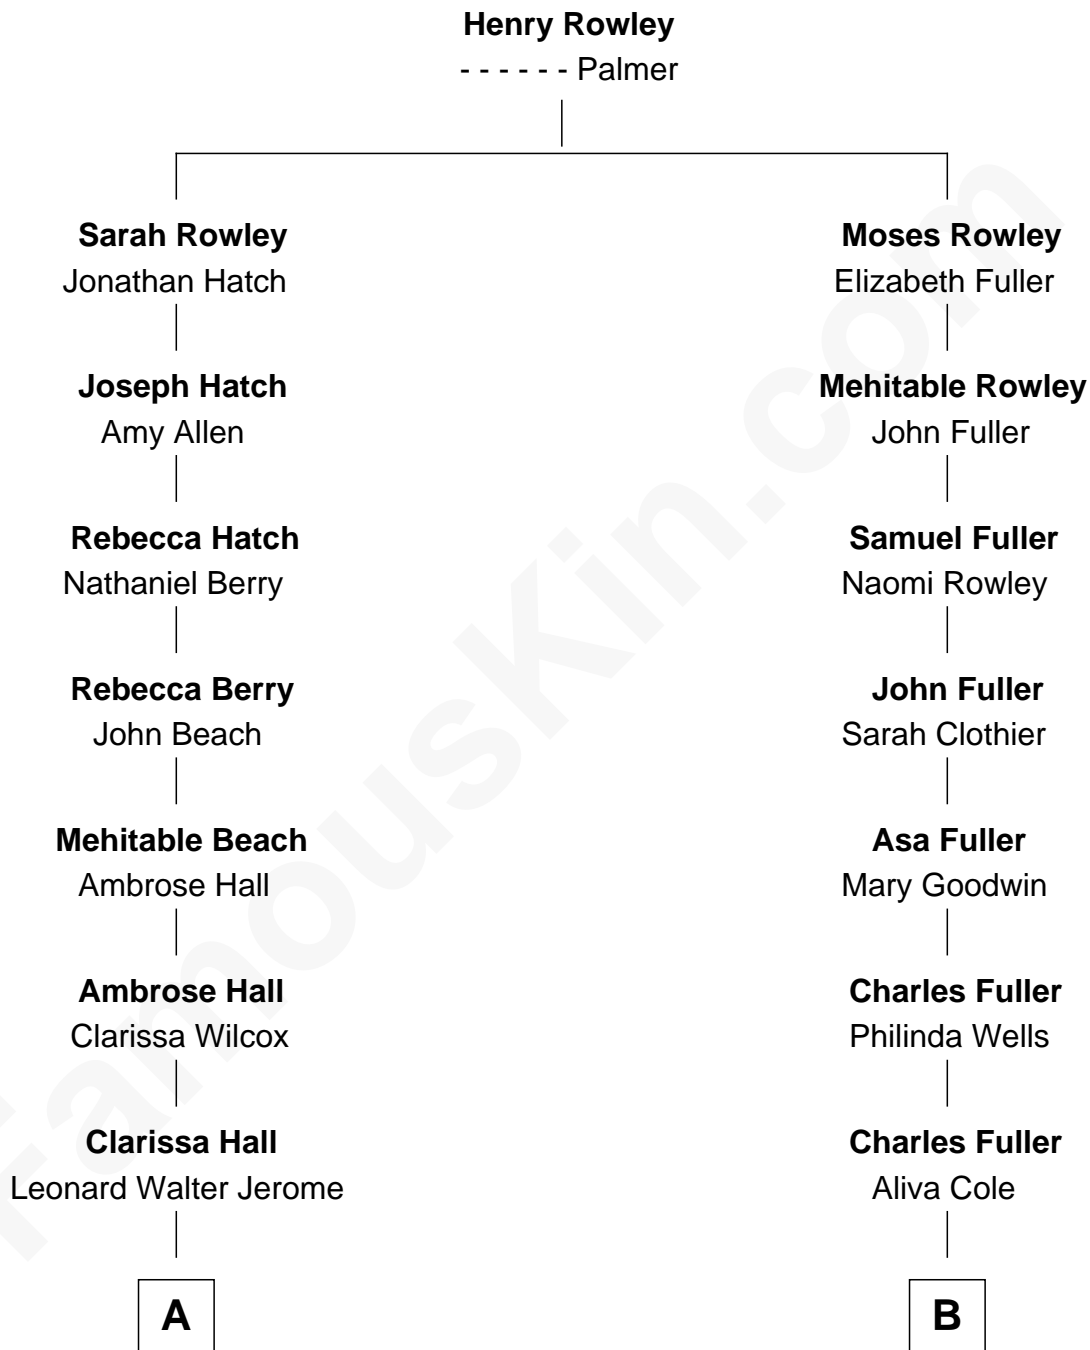 Henry Rowley
- - - - - - Palmer
Sarah Rowley
Jonathan Hatch
Moses Rowley
Elizabeth Fuller
Joseph Hatch
Amy Allen
Mehitable Rowley
John Fuller
Rebecca Hatch
Nathaniel Berry
Samuel Fuller
Naomi Rowley
Rebecca Berry
John Beach
John Fuller
Sarah Clothier
Mehitable Beach
Ambrose Hall
Asa Fuller
Mary Goodwin
Ambrose Hall
Clarissa Wilcox
Charles Fuller
Philinda Wells
Clarissa Hall
Leonard Walter Jerome
Charles Fuller
Aliva Cole
A
B
FamousKin.com